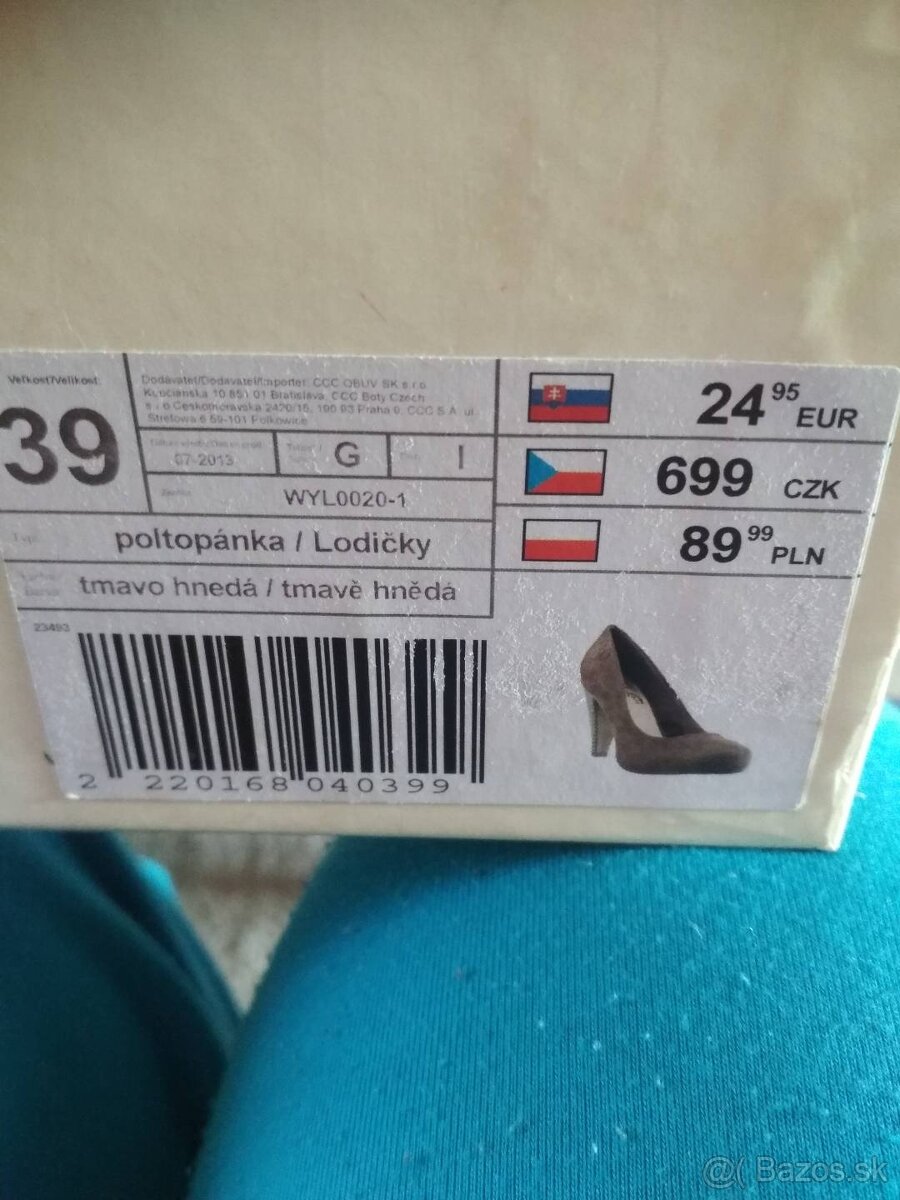 Veľkosť/Velikost:
39
Dodávateľ/Dodavatel/Importer: CCC OBUV SK s.r.o.
Kopčianska 10 851 01 Bratislava, CCC Boty Czech
s.r.o Českomoravska 2420/15, 190 93 Praha 9, CCC S.A. ul.
Strefowa 6 59-101 Polkowice
07-2013
G
I
WYL0020-1
poltopánka / Lodičky
tmavo hnedá / tmavě hnědá
24 95 EUR
699 CZK
89 99 PLN
23493
2 220168 040399
@( Bazos.sk